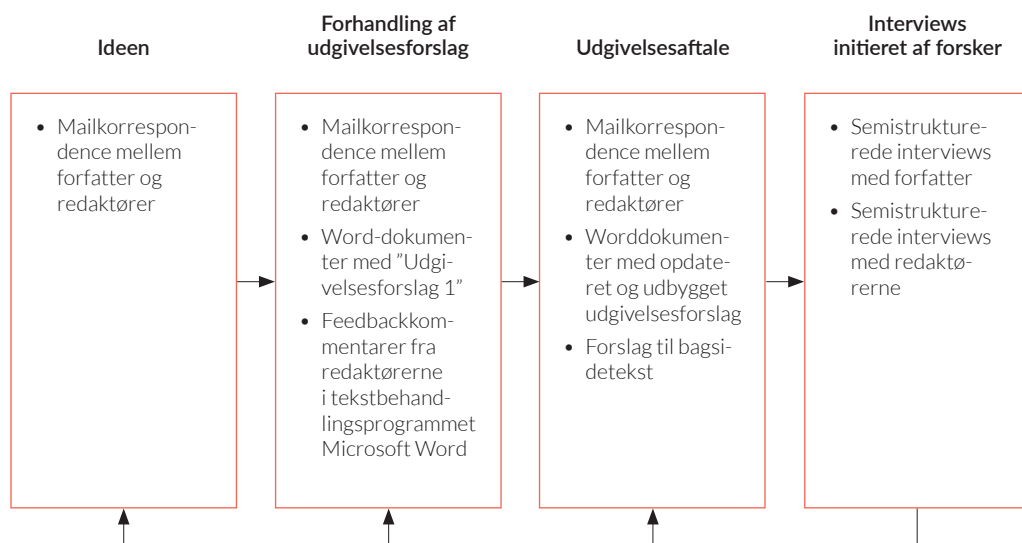 Ideen
Mailkorrespon-
dence mellem
forfatter og
redaktører
Forhandling af
udgivelsesforslag
• Mailkorrespon-
dence mellem
forfatter og
redaktører
• Word-dokumen-
ter med ”Udgi-
velsesforslag 1”
• Feedbackkom-
mentarer fra
redaktørerne
i tekstbehand-
lingsprogrammet
Microsoft Word
Udgivelsesaftale
• Mailkorrespon-
dence mellem
forfatter og
redaktører
• Worddokumen-
ter med opdate-
ret og udbygget
udgivelsesforslag
• Forslag til bagsi-
detekst
Interviews
initieret af forsker
• Semistrukture-
rede interviews
med forfatter
• Semistrukture-
rede interviews
med redaktø-
rerne